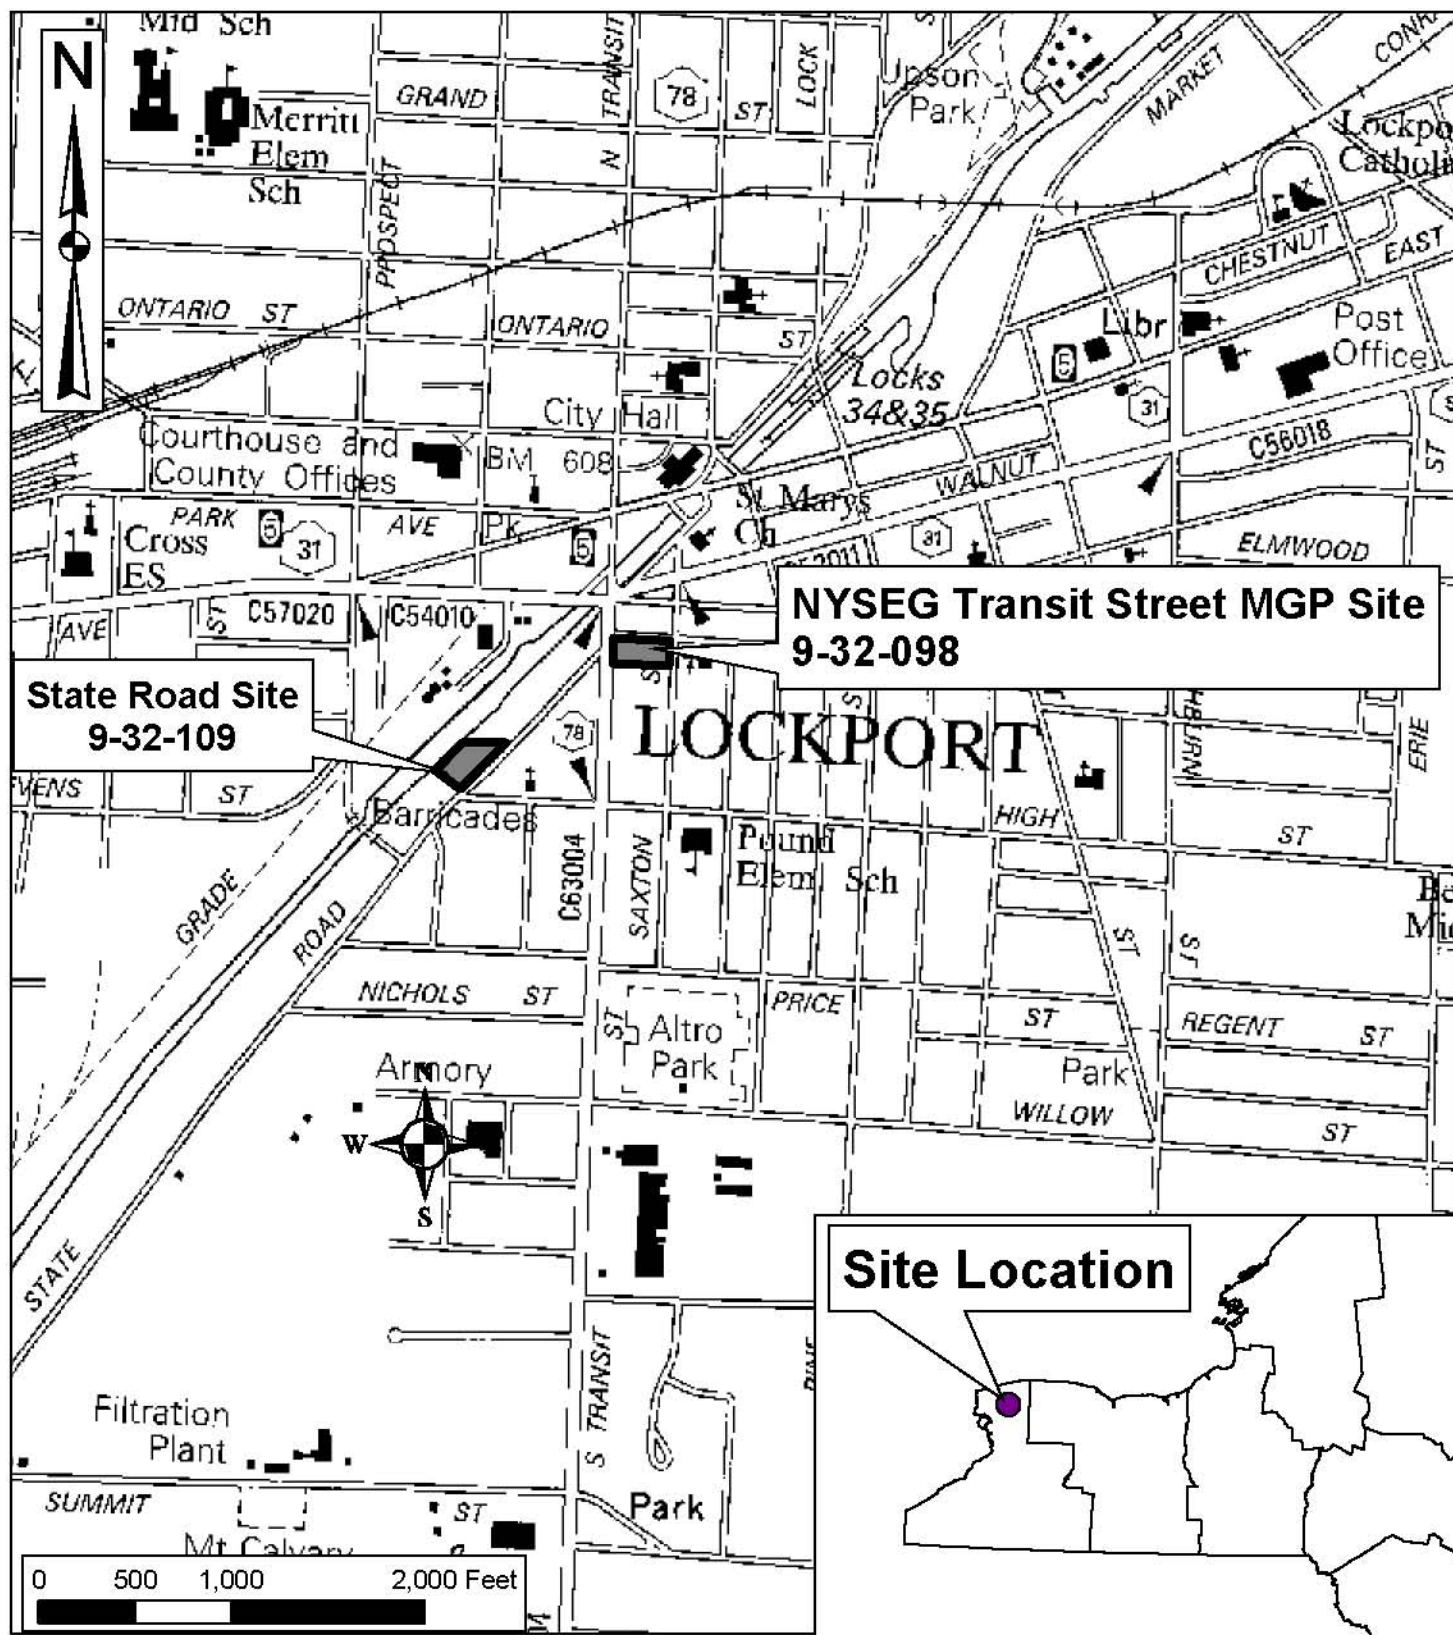 Mid Sch
N
GRAND
N TRANSIT
78
ST
LOCK
Upson
Park
MARKET
Merritt
Elem
Sch
Lockpo
Catholi
CHESTNUT
EAST
ONTARIO ST
ONTARIO
ST
Libr
5
Post
Office
Locks
34&35
31
City Hall
Courthouse and
County Offices
BM 608
C56018
ST
WALNUT
St Marys
Ch
PARK
AVE
PK
5
31
5
31
Cross
ES
ELMWOOD
AVE
ST
C57020
C54010
NYSEG Transit Street MGP Site
9-32-098
State Road Site
9-32-109
78
LOCKPORT
ERIE
VENS
ST
Barricades
HIGH
ST
Pound
Elem Sch
C63004
SAXTON
GRADE
ROAD
ST
ST
NICHOLS ST
ST
Altro
Park
PRICE
ST
REGENT
ST
Armory
Park
WILLOW
ST
N
W
S
STATE
Site Location
S TRANSIT
Filtration
Plant
SUMMIT
ST
Park
Mt Calvary
0 500 1,000 2,000 Feet